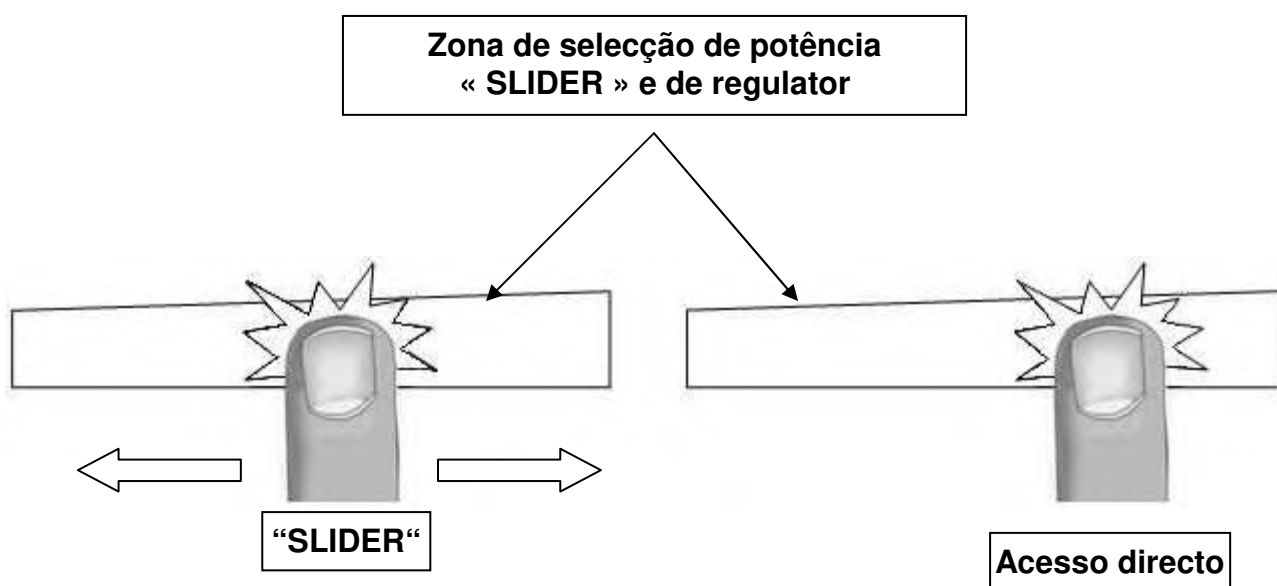 Zona de selecção de potência
« SLIDER » e de regulator
“SLIDER“
Acesso directo